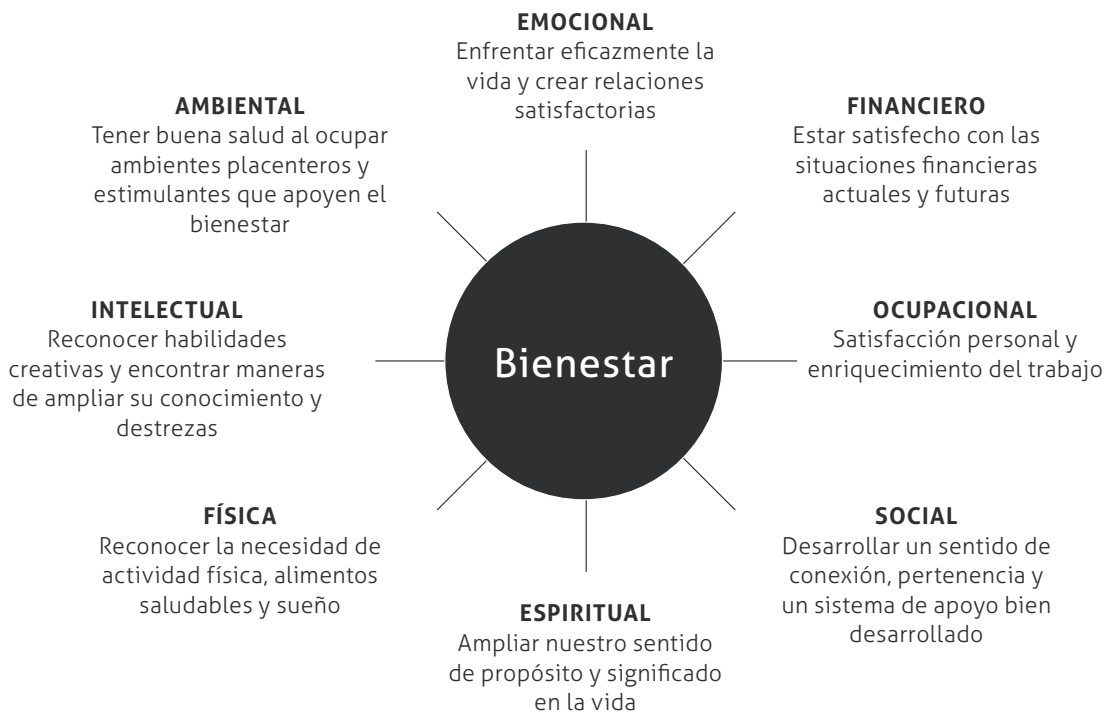 EMOCIONAL
Enfrentar eficazmente la
vida y crear relaciones
satisfactorias
FINANCIERO
Estar satisfecho con las
situaciones financieras
actuales y futuras
OCUPACIONAL
Satisfacción personal y
enriquecimiento del trabajo
SOCIAL
Desarrollar un sentido de
conexión, pertenencia y
un sistema de apoyo bien
desarrollado
ESPIRITUAL
Ampliar nuestro sentido
de propósito y significado
en la vida
FÍSICA
Reconocer la necesidad de
actividad física, alimentos
saludables y sueño
INTELECTUAL
Reconocer habilidades
creativas y encontrar maneras
de ampliar su conocimiento y
destrezas
AMBIENTAL
Tener buena salud al ocupar
ambientes placenteros y
estimulantes que apoyen el
bienestar
Bienestar